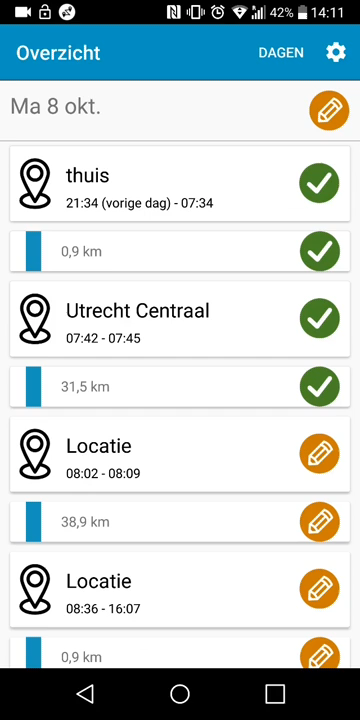 42% 14:11
Overzicht DAGEN
Ma 8 okt.
thuis
21:34 (vorige dag) - 07:34
0,9 km
Utrecht Centraal
07:42 - 07:45
31,5 km
Locatie
08:02 - 08:09
38,9 km
Locatie
08:36 - 16:07
0,9 km